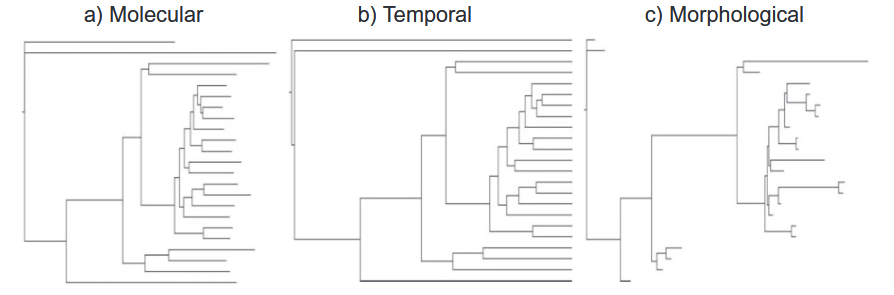 a) Molecular
b) Temporal
c) Morphological